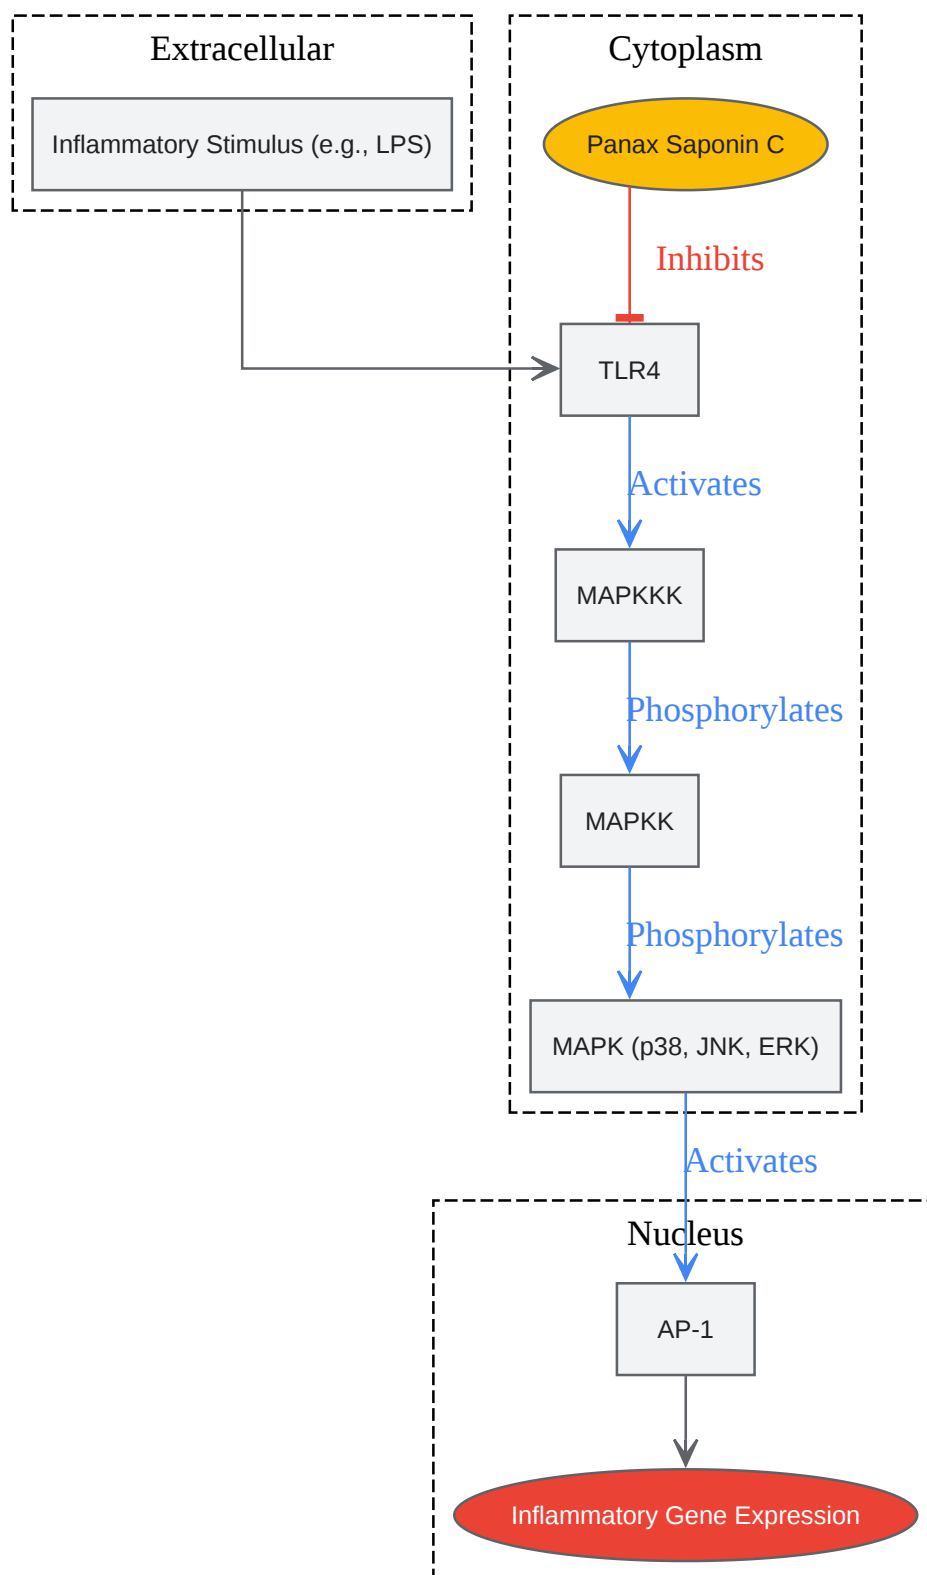 Extracellular
Cytoplasm
Inflammatory Stimulus (e.g., LPS)
Panax Saponin C
Inhibits
TLR4
Activates
MAPKKK
Phosphorylates
MAPKK
Phosphorylates
MAPK (p38, JNK, ERK)
Activates
Nucleus
AP-1
Inflammatory Gene Expression